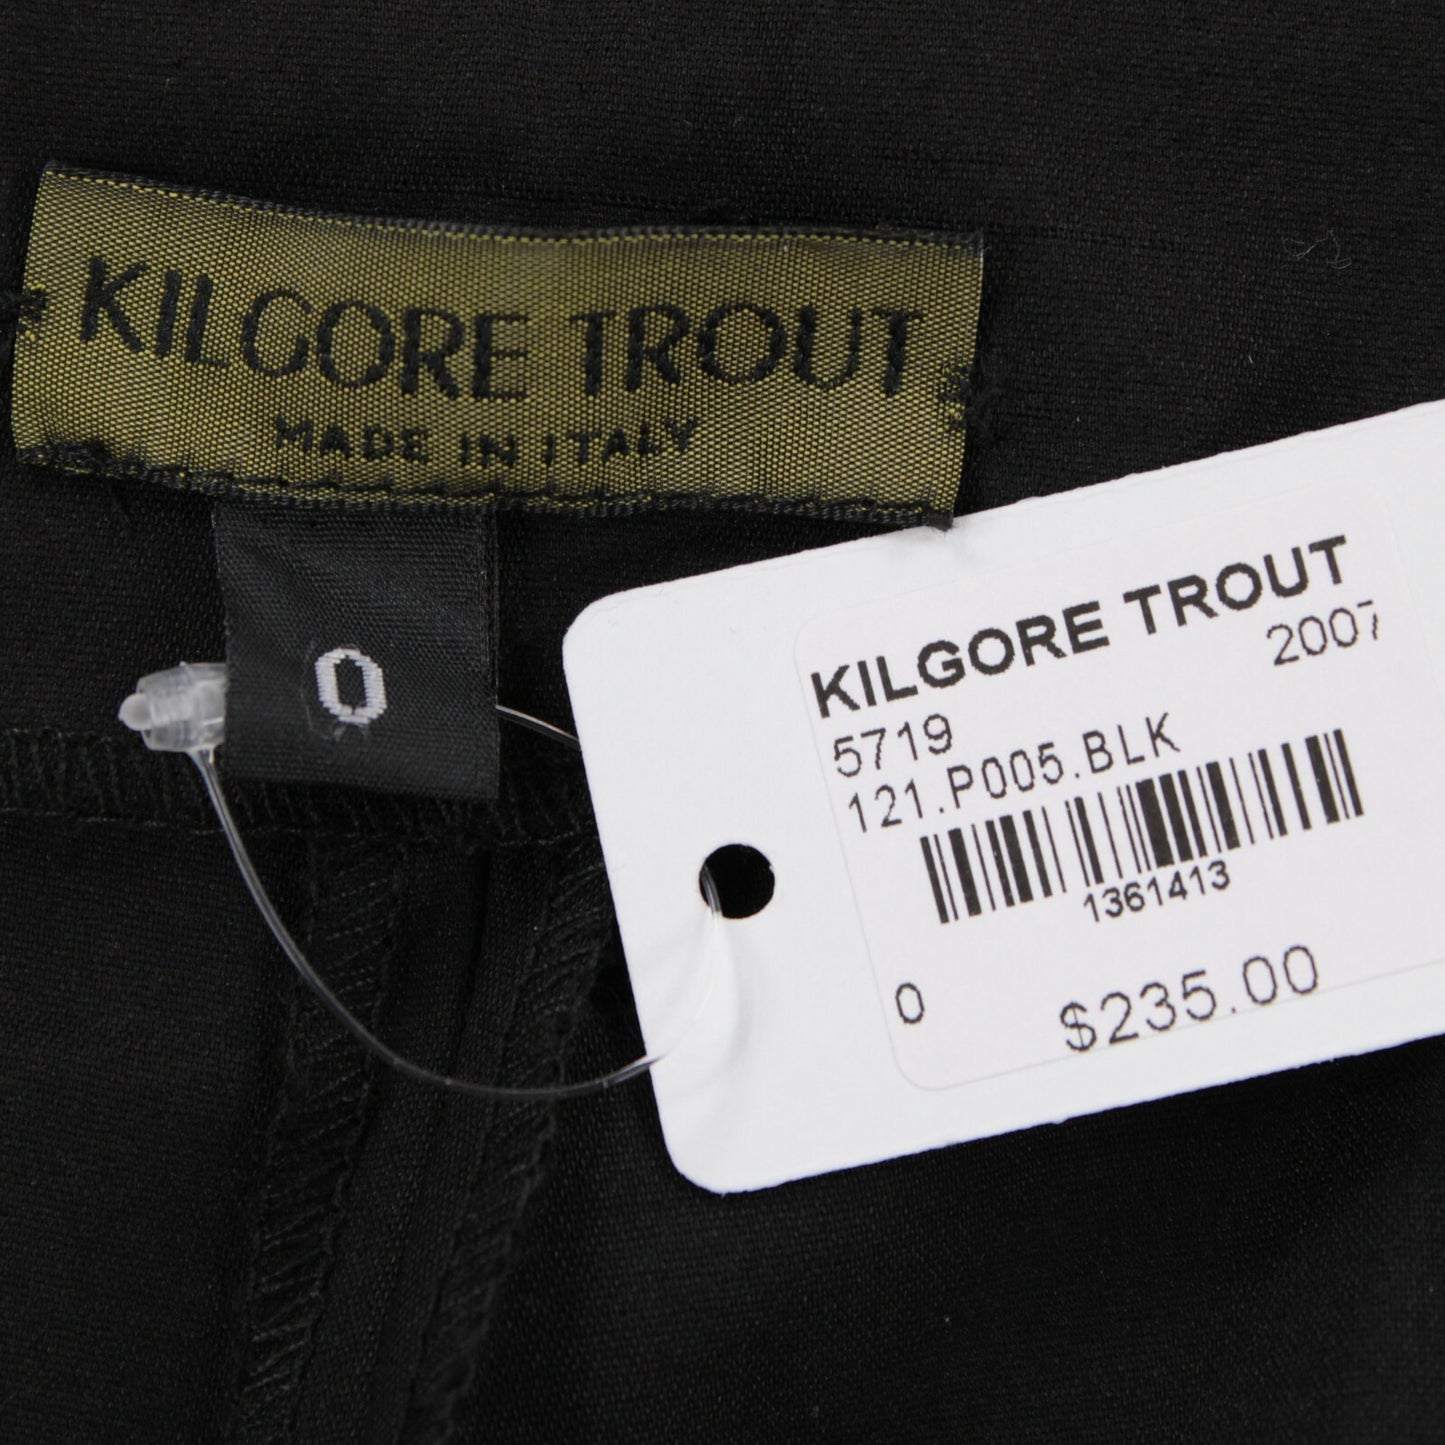 KILGORE TROUT
MADE IN ITALY
0
KILGORE TROUT
2007
5719
121.P005.BLK
1361413
0
$235.00